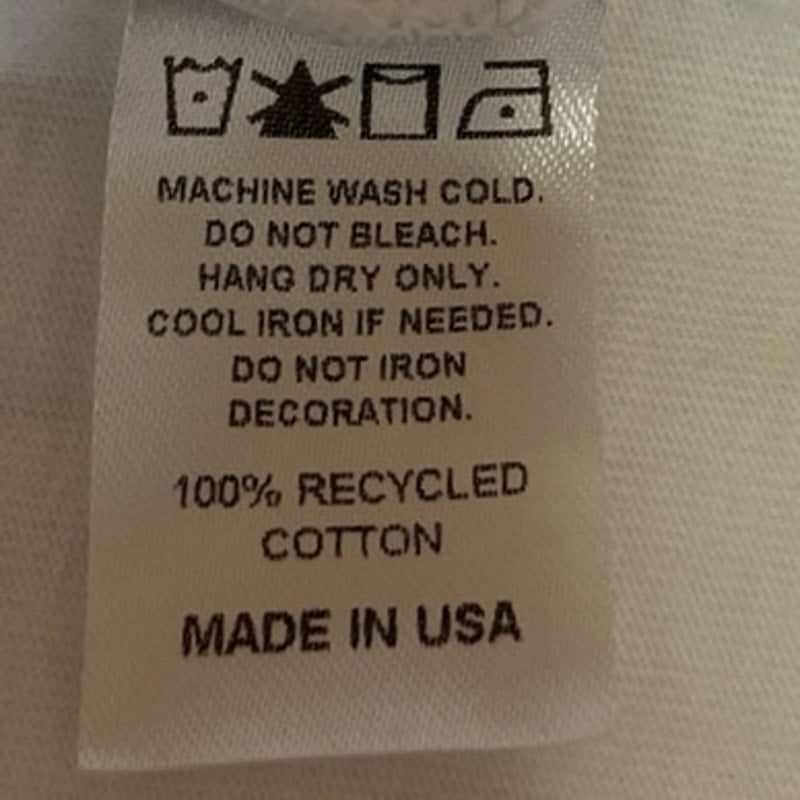 MACHINE WASH COLD.
DO NOT BLEACH.
HANG DRY ONLY.
COOL IRON IF NEEDED.
DO NOT IRON
DECORATION.
100% RECYCLED
COTTON
MADE IN USA